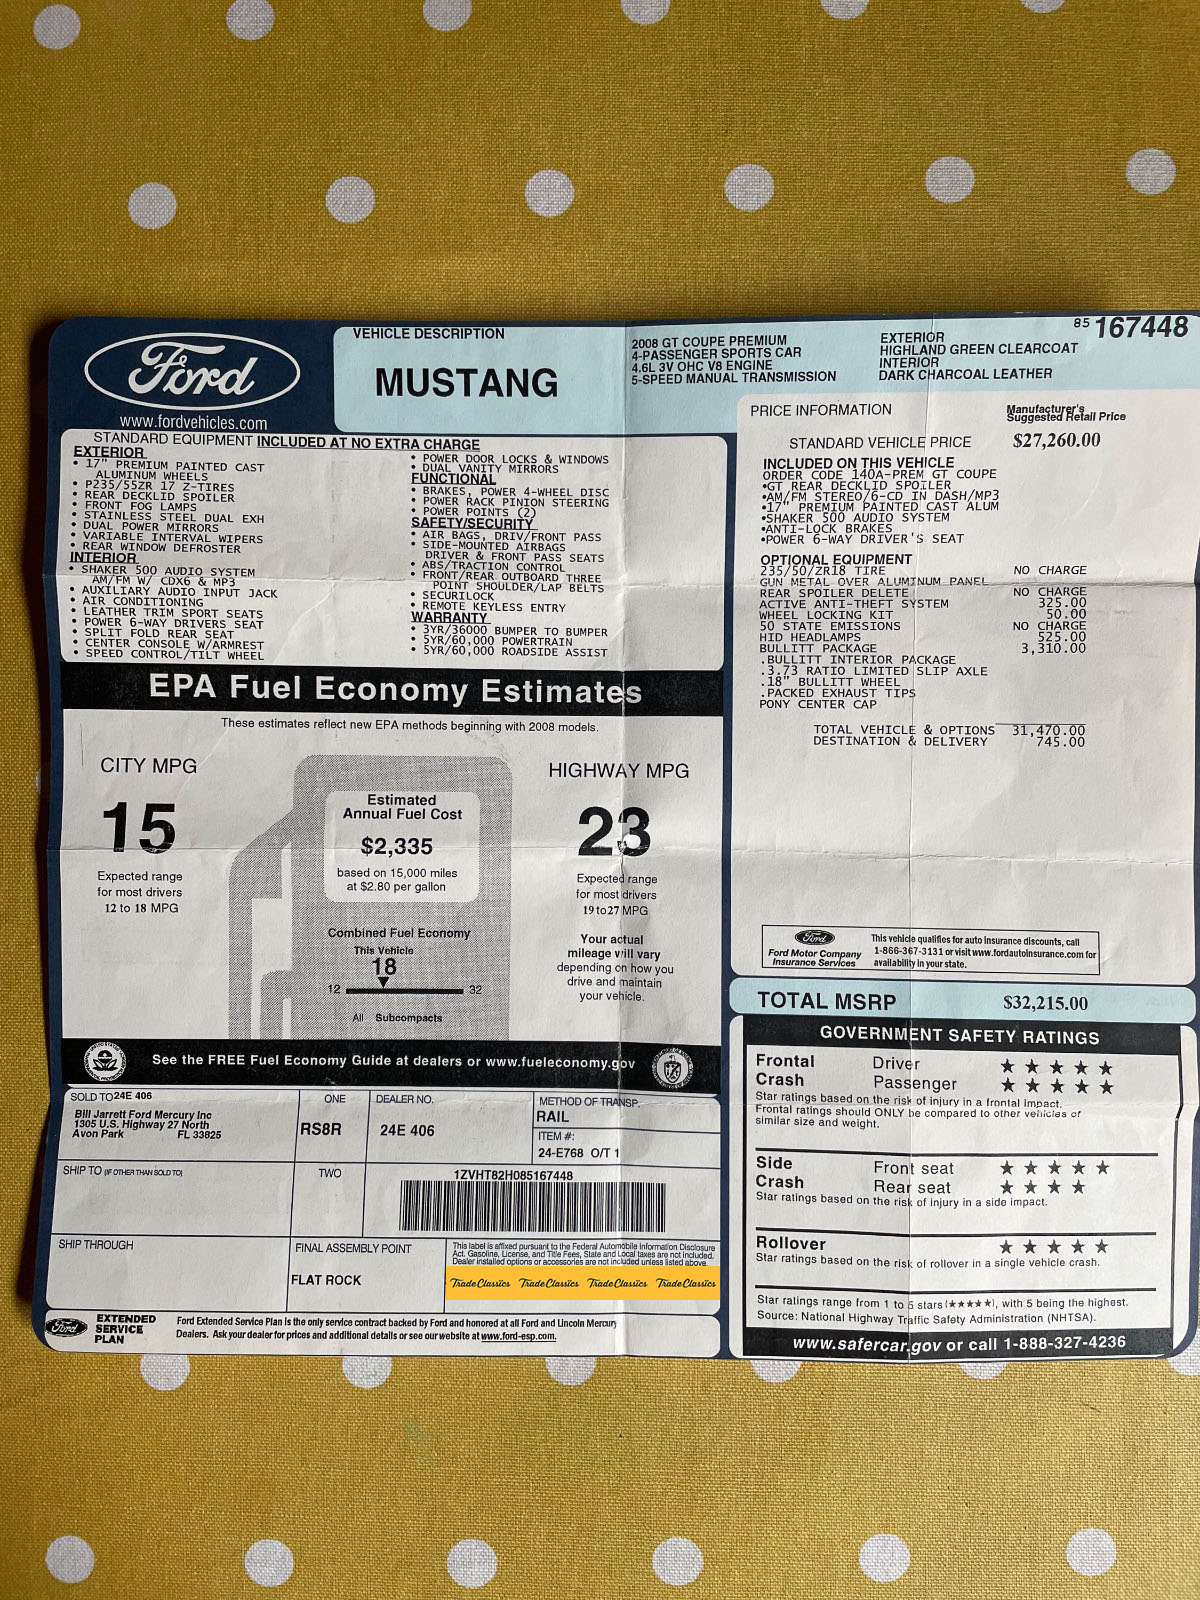 Ford
www.fordvehicles.com
VEHICLE DESCRIPTION
MUSTANG
2008 GT COUPE PREMIUM
4-PASSENGER SPORTS CAR
4.6L 3V OHC V8 ENGINE
5-SPEED MANUAL TRANSMISSION
EXTERIOR
HIGHLAND GREEN CLEARCOAT
INTERIOR
DARK CHARCOAL LEATHER
85 167448
STANDARD EQUIPMENT INCLUDED AT NO EXTRA CHARGE
EXTERIOR
• 17" PREMIUM PAINTED CAST
ALUMINUM WHEELS
• P235/55ZR 17 Z-TIRES
• REAR DECKLID SPOILER
• FRONT FOG LAMPS
• STAINLESS STEEL DUAL EXH
• DUAL POWER MIRRORS
• VARIABLE INTERVAL WIPERS
• REAR WINDOW DEFROSTER
INTERIOR
• SHAKER 500 AUDIO SYSTEM
AM/FM W/ CDX6 & MP3
• AUXILIARY AUDIO INPUT JACK
• AIR CONDITIONING
• LEATHER TRIM SPORT SEATS
• POWER 6-WAY DRIVERS SEAT
• SPLIT FOLD REAR SEAT
• CENTER CONSOLE W/ARMREST
• SPEED CONTROL/TILT WHEEL
• POWER DOOR LOCKS & WINDOWS
• DUAL VANITY MIRRORS
FUNCTIONAL
• BRAKES, POWER 4-WHEEL DISC
• POWER RACK PINION STEERING
• POWER POINTS (2)
SAFETY/SECURITY
• AIR BAGS, DRIV/FRONT PASS
• SIDE-MOUNTED AIRBAGS
DRIVER & FRONT PASS SEATS
• ABS/TRACTION CONTROL
• FRONT/REAR OUTBOARD THREE
POINT SHOULDER/LAP BELTS
• SECURILOCK
• REMOTE KEYLESS ENTRY
WARRANTY
• 3YR/36000 BUMPER TO BUMPER
• 5YR/60,000 POWERTRAIN
• 5YR/60,000 ROADSIDE ASSIST
PRICE INFORMATION
Manufacturer's
Suggested Retail Price
STANDARD VEHICLE PRICE $27,260.00
INCLUDED ON THIS VEHICLE
ORDER CODE 140A-PREM GT COUPE
•GT REAR DECKLID SPOILER
•AM/FM STEREO/6-CD IN DASH/MP3
•17" PREMIUM PAINTED CAST ALUM
•SHAKER 500 AUDIO SYSTEM
•ANTI-LOCK BRAKES
•POWER 6-WAY DRIVER'S SEAT
OPTIONAL EQUIPMENT
235/50/ZR18 TIRE NO CHARGE
GUN METAL OVER ALUMINUM PANEL
REAR SPOILER DELETE NO CHARGE
ACTIVE ANTI-THEFT SYSTEM 325.00
WHEEL LOCKING KIT 50.00
50 STATE EMISSIONS NO CHARGE
HID HEADLAMPS 525.00
BULLITT PACKAGE 3,310.00
.BULLITT INTERIOR PACKAGE
.3.73 RATIO LIMITED SLIP AXLE
.18" BULLITT WHEEL
.PACKED EXHAUST TIPS
PONY CENTER CAP
TOTAL VEHICLE & OPTIONS 31,470.00
DESTINATION & DELIVERY 745.00
EPA Fuel Economy Estimates
These estimates reflect new EPA methods beginning with 2008 models.
CITY MPG
15
Expected range
for most drivers
12 to 18 MPG
Estimated
Annual Fuel Cost
$2,335
based on 15,000 miles
at $2.80 per gallon
Combined Fuel Economy
This Vehicle
18
12 32
All Subcompacts
HIGHWAY MPG
23
Expected range
for most drivers
19 to 27 MPG
Your actual
mileage will vary
depending on how you
drive and maintain
your vehicle.
See the FREE Fuel Economy Guide at dealers or www.fueleconomy.gov
Ford
Ford Motor Company
Insurance Services
This vehicle qualifies for auto insurance discounts, call
1-866-367-3131 or visit www.fordautoinsurance.com for
availability in your state.
TOTAL MSRP $32,215.00
GOVERNMENT SAFETY RATINGS
Frontal Driver ★ ★ ★ ★ ★
Crash Passenger ★ ★ ★ ★ ★
Star ratings based on the risk of injury in a frontal impact.
Frontal ratings should ONLY be compared to other vehicles of
similar size and weight.
Side Front seat ★ ★ ★ ★ ★
Crash Rear seat ★ ★ ★ ★
Star ratings based on the risk of injury in a side impact.
Rollover ★ ★ ★ ★ ★
Star ratings based on the risk of rollover in a single vehicle crash.
Star ratings range from 1 to 5 stars (★★★★★), with 5 being the highest.
Source: National Highway Traffic Safety Administration (NHTSA).
www.safercar.gov or call 1-888-327-4236
SOLD TO 24E 406
Bill Jarrett Ford Mercury Inc
1305 U.S. Highway 27 North
Avon Park FL 33825
ONE
RS8R
DEALER NO.
24E 406
METHOD OF TRANSP.
RAIL
ITEM #:
24-E768 O/T 1
SHIP TO (IF OTHER THAN SOLD TO)
TWO
1ZVHT82H085167448
SHIP THROUGH
FINAL ASSEMBLY POINT
FLAT ROCK
This label is affixed pursuant to the Federal Automobile Information Disclosure
Act. Gasoline, License, and Title Fees, State and Local taxes are not included.
Dealer installed options or accessories are not included unless listed above.
TradeClassics TradeClassics TradeClassics TradeClassics
Ford
EXTENDED
SERVICE
PLAN
Ford Extended Service Plan is the only service contract backed by Ford and honored at all Ford and Lincoln Mercury
Dealers. Ask your dealer for prices and additional details or see our website at www.ford-esp.com.